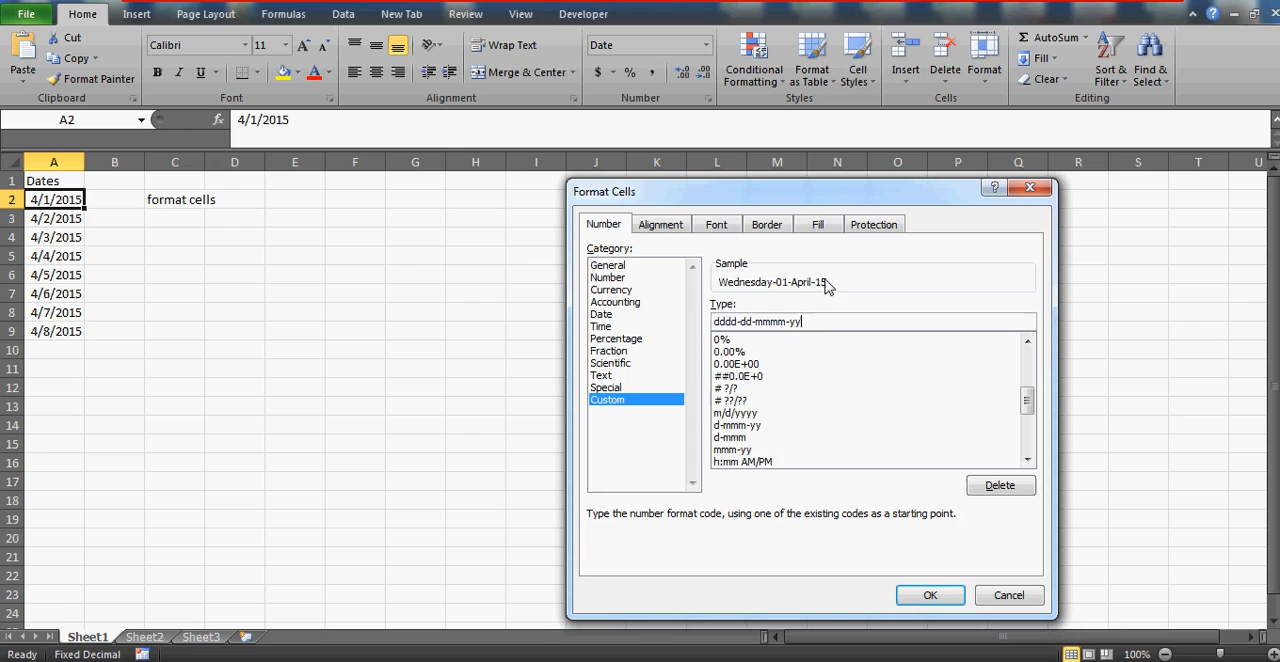 File Home Insert Page Layout Formulas Data New Tab Review View Developer
Paste Cut Copy Format Painter
Calibri 11
B I U A A A
Wrap Text
Merge & Center
Date
$ % ,
Conditional Formatting
Format as Table
Cell Styles
Insert Delete Format
AutoSum
Fill
Clear
Sort & Filter
Find & Select
Clipboard Font Alignment Number Styles Cells Editing
A2 fx 4/1/2015
A B C D E F G H I J K L M N O P Q R S T U
1 Dates
2 4/1/2015 format cells
3 4/2/2015
4 4/3/2015
5 4/4/2015
6 4/5/2015
7 4/6/2015
8 4/7/2015
9 4/8/2015
10
11
12
13
14
15
16
17
18
19
20
21
22
23
24
Format Cells
Number Alignment Font Border Fill Protection
Category:
General
Number
Currency
Accounting
Date
Time
Percentage
Fraction
Scientific
Text
Special
Custom
Sample
Wednesday-01-April-15
Type:
dddd-dd-mmmm-yy
0%
0.00%
0.00E+00
##0.0E+0
# ?/?
# ??/??
m/d/yyyy
d-mmm-yy
d-mmm
mmm-yy
h:mm AM/PM
Delete
Type the number format code, using one of the existing codes as a starting point.
OK Cancel
Sheet1 Sheet2 Sheet3
Ready Fixed Decimal 100%